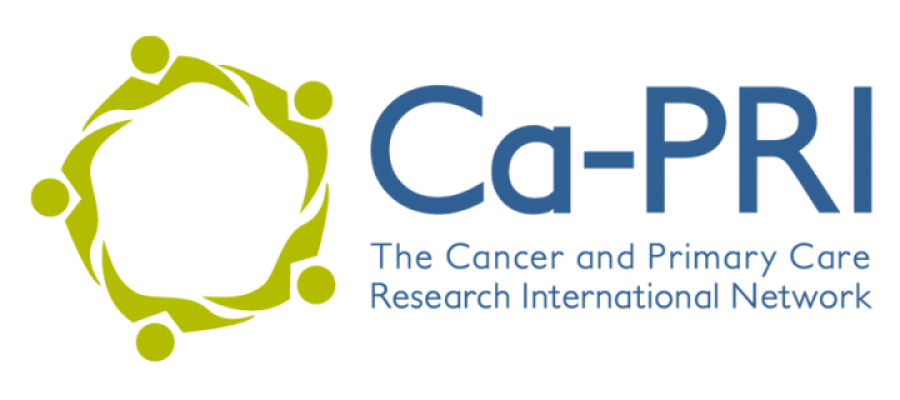 Ca-PRI
The Cancer and Primary Care
Research International Network